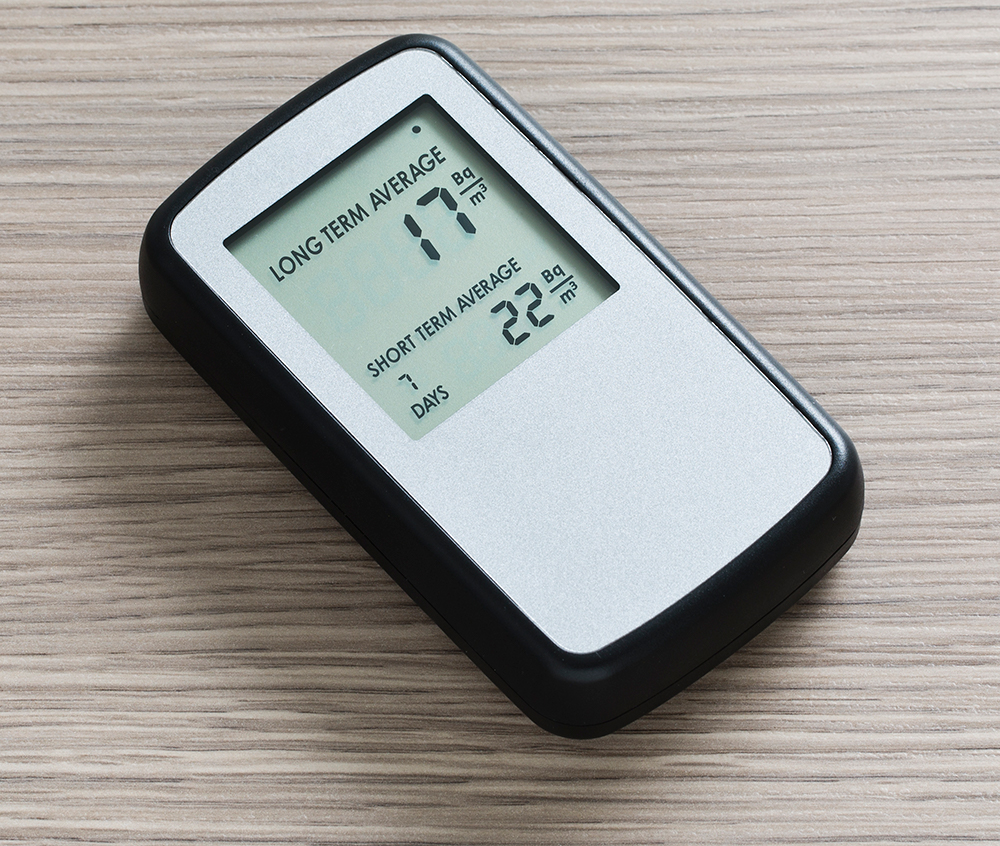 LONG TERM AVERAGE
17 Bq/m³
SHORT TERM AVERAGE
22 Bq/m³
7
DAYS